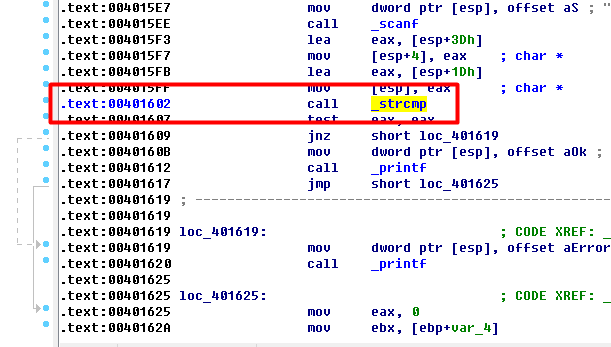 .text:004015E7 mov dword ptr [esp], offset aS ; "
.text:004015EE call _scanf
.text:004015F3 lea eax, [esp+3Dh]
.text:004015F7 mov [esp+4], eax ; char *
.text:004015FB lea eax, [esp+1Dh]
.text:004015FF mov [esp], eax ; char *
.text:00401602 call _strcmp
.text:00401607 test eax, eax
.text:00401609 jnz short loc_401619
.text:0040160B mov dword ptr [esp], offset aOk ;
.text:00401612 call _printf
.text:00401617 jmp short loc_401625
.text:00401619 ; ---------------------------------------------------
.text:00401619
.text:00401619 loc_401619: ; CODE XREF: _
.text:00401619 mov dword ptr [esp], offset aError
.text:00401620 call _printf
.text:00401625
.text:00401625 loc_401625: ; CODE XREF: _
.text:00401625 mov eax, 0
.text:0040162A mov ebx, [ebp+var_4]